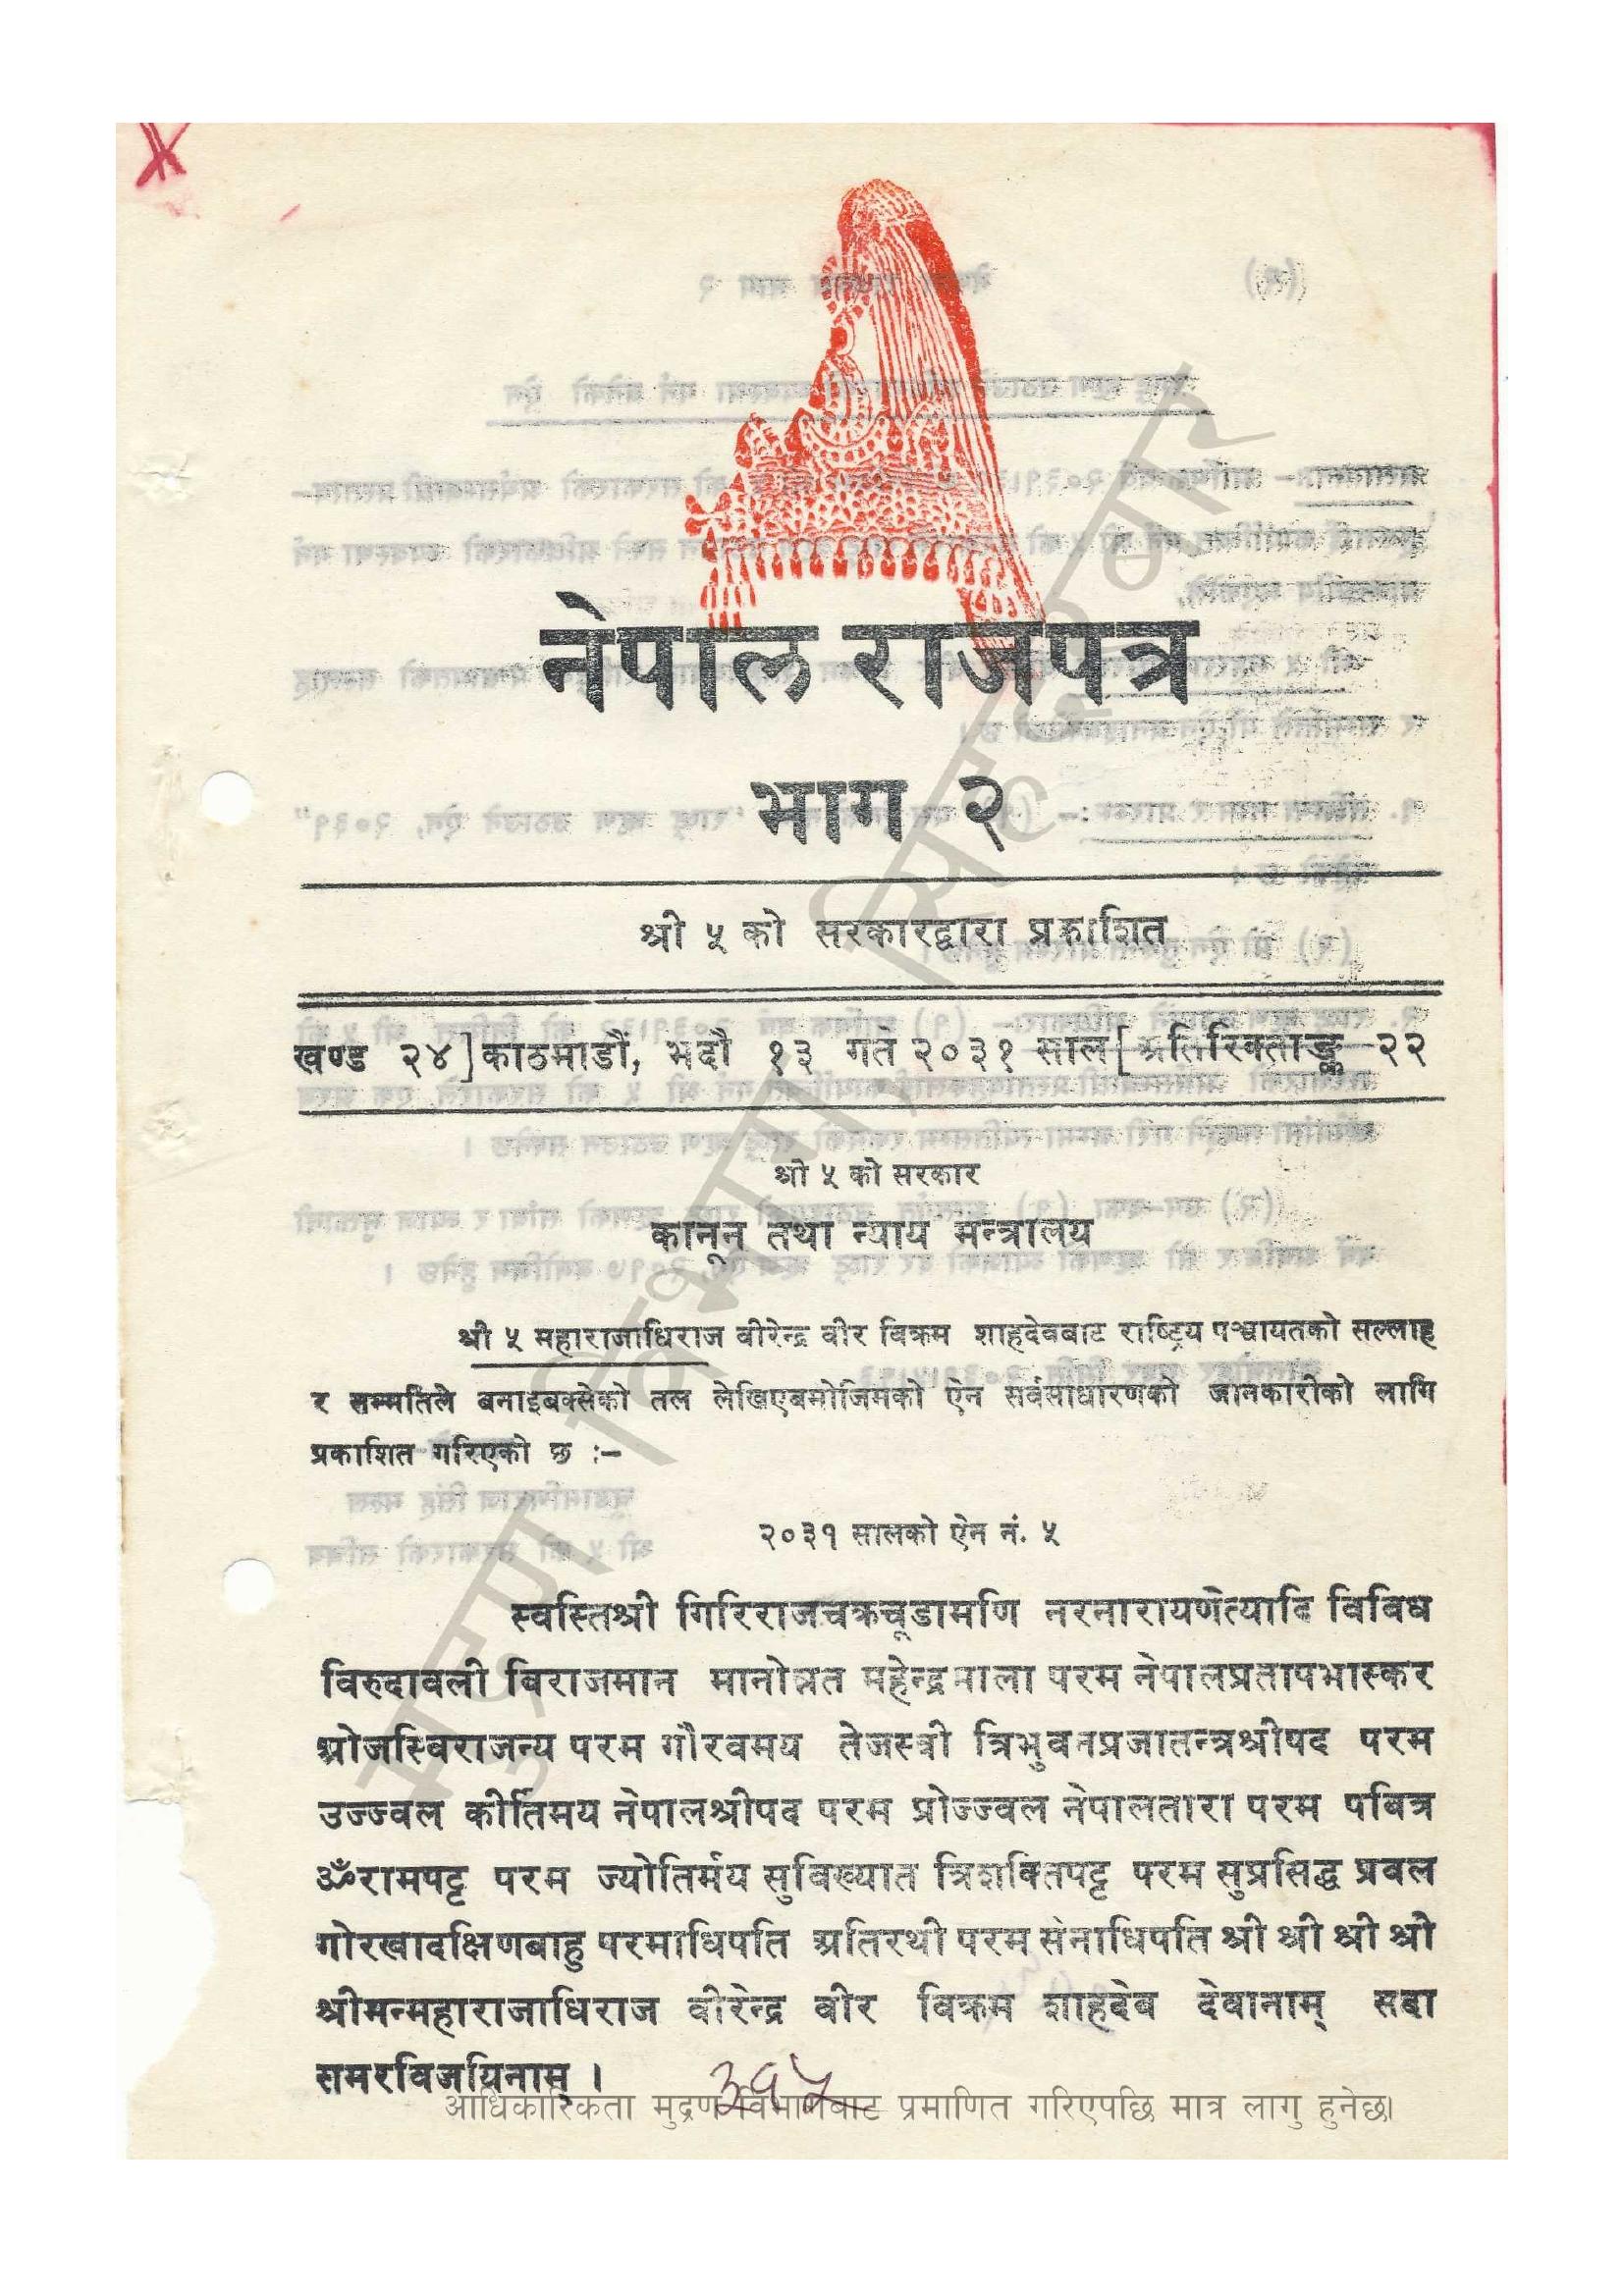 नेपाल राजपत्र
भाग २
श्री ५ को सरकारद्वारा प्रकाशित
खण्ड २४] काठमाडौं, भदौ १३ गते २०३१ साल [ अतिरिक्ताङ्क २२
श्री ५ को सरकार
कानून तथा न्याय मन्त्रालय
श्री ५ महाराजाधिराज वीरेन्द्र वीर विक्रम शाहदेवबाट राष्ट्रिय पञ्चायतको सल्लाह
र सम्मतिले बनाइबक्सेको तल लेखिएबमोजिमको ऐन सर्वसाधारणको जानकारीको लागि
प्रकाशित गरिएको छ :–
२०३१ सालको ऐन नं. ५
स्वस्तिश्री गिरिराजचक्रचूडामणि नरनारायणेत्यादि विविध
विरुदावली विराजमान मानोन्नत महेन्द्रमाला परम नेपालप्रतापभास्कर
ओजस्विराजन्य परम गौरवमय तेजस्वी त्रिभुवनप्रजातन्त्रश्रीपद परम
उज्ज्वल कीर्तिमय नेपालश्रीपद परम प्रोज्ज्वल नेपालतारा परम पवित्र
ॐरामपट्ट परम ज्योतिर्मय सुविख्यात त्रिशक्तिपट्ट परम सुप्रसिद्ध प्रबल
गोरखादक्षिणबाहु परमाधिपति अतिरथी परम सेनाधिपति श्री श्री श्री श्री
श्रीमन्महाराजाधिराज वीरेन्द्र वीर विक्रम शाहदेव देवानाम् सदा
समरविजयिनाम् ।
३१५
आधिकारिकता मुद्रण विभागबाट प्रमाणित गरिएपछि मात्र लागु हुनेछ।
मुद्रण विभाग, सिंहदरबार